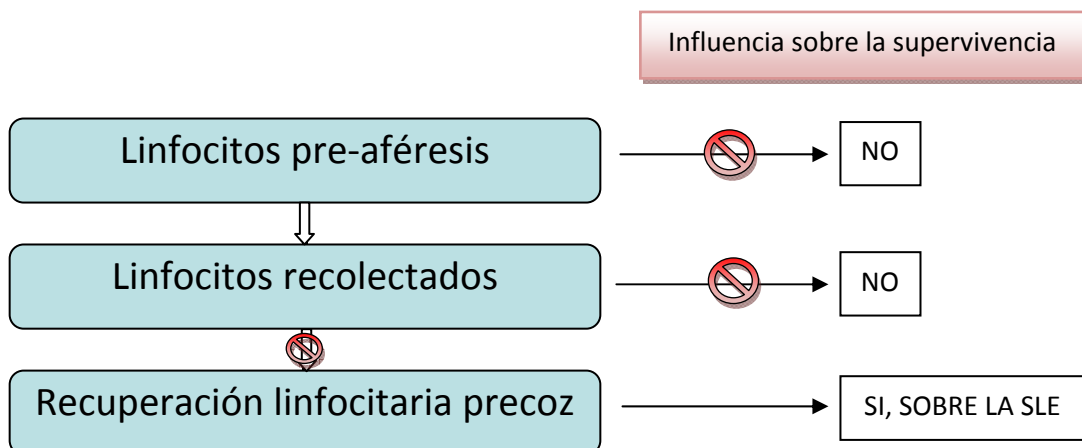 Influencia sobre la supervivencia
Linfocitos pre-aféresis
NO
Linfocitos recolectados
NO
Recuperación linfocitaria precoz
SI, SOBRE LA SLE